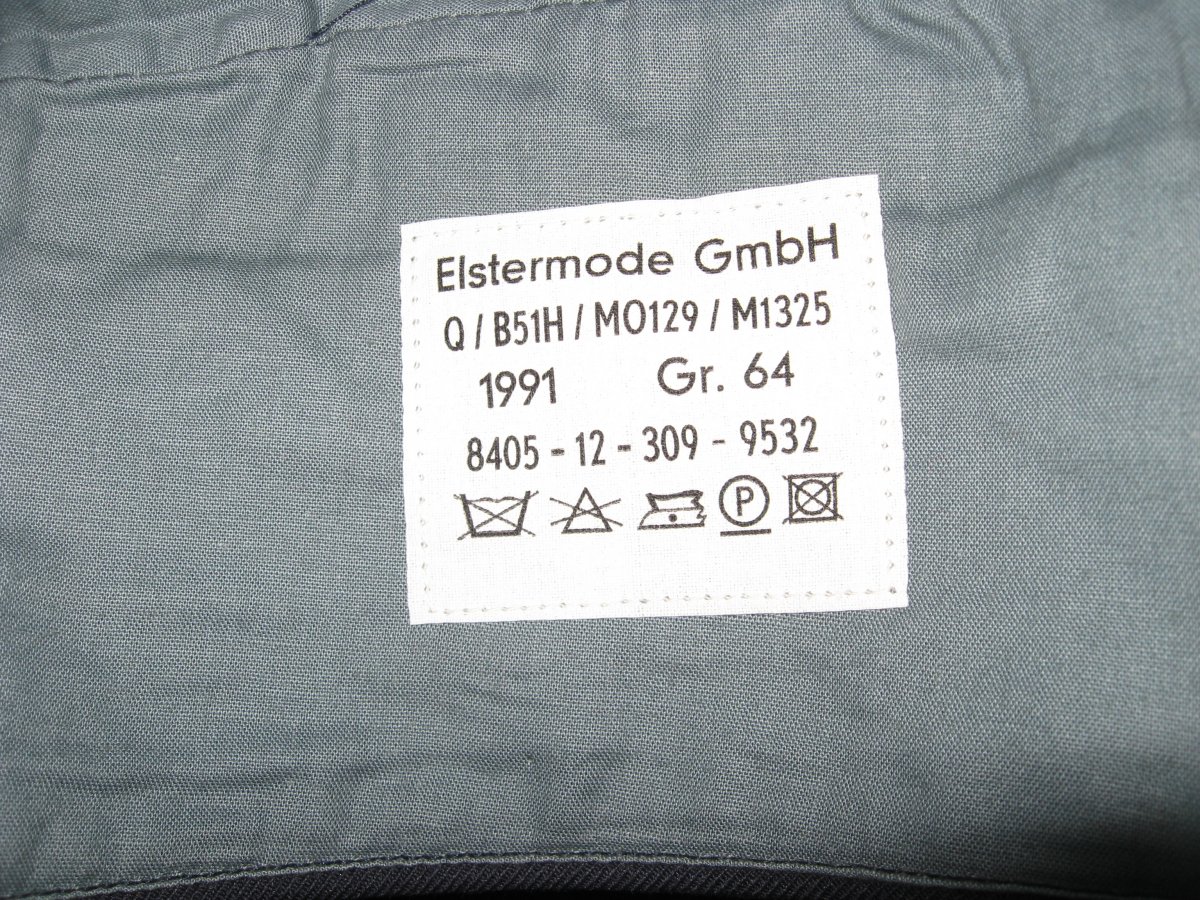 Elstermode GmbH
Q / B51H / MO129 / M1325
1991 Gr. 64
8405 - 12 - 309 - 9532
P